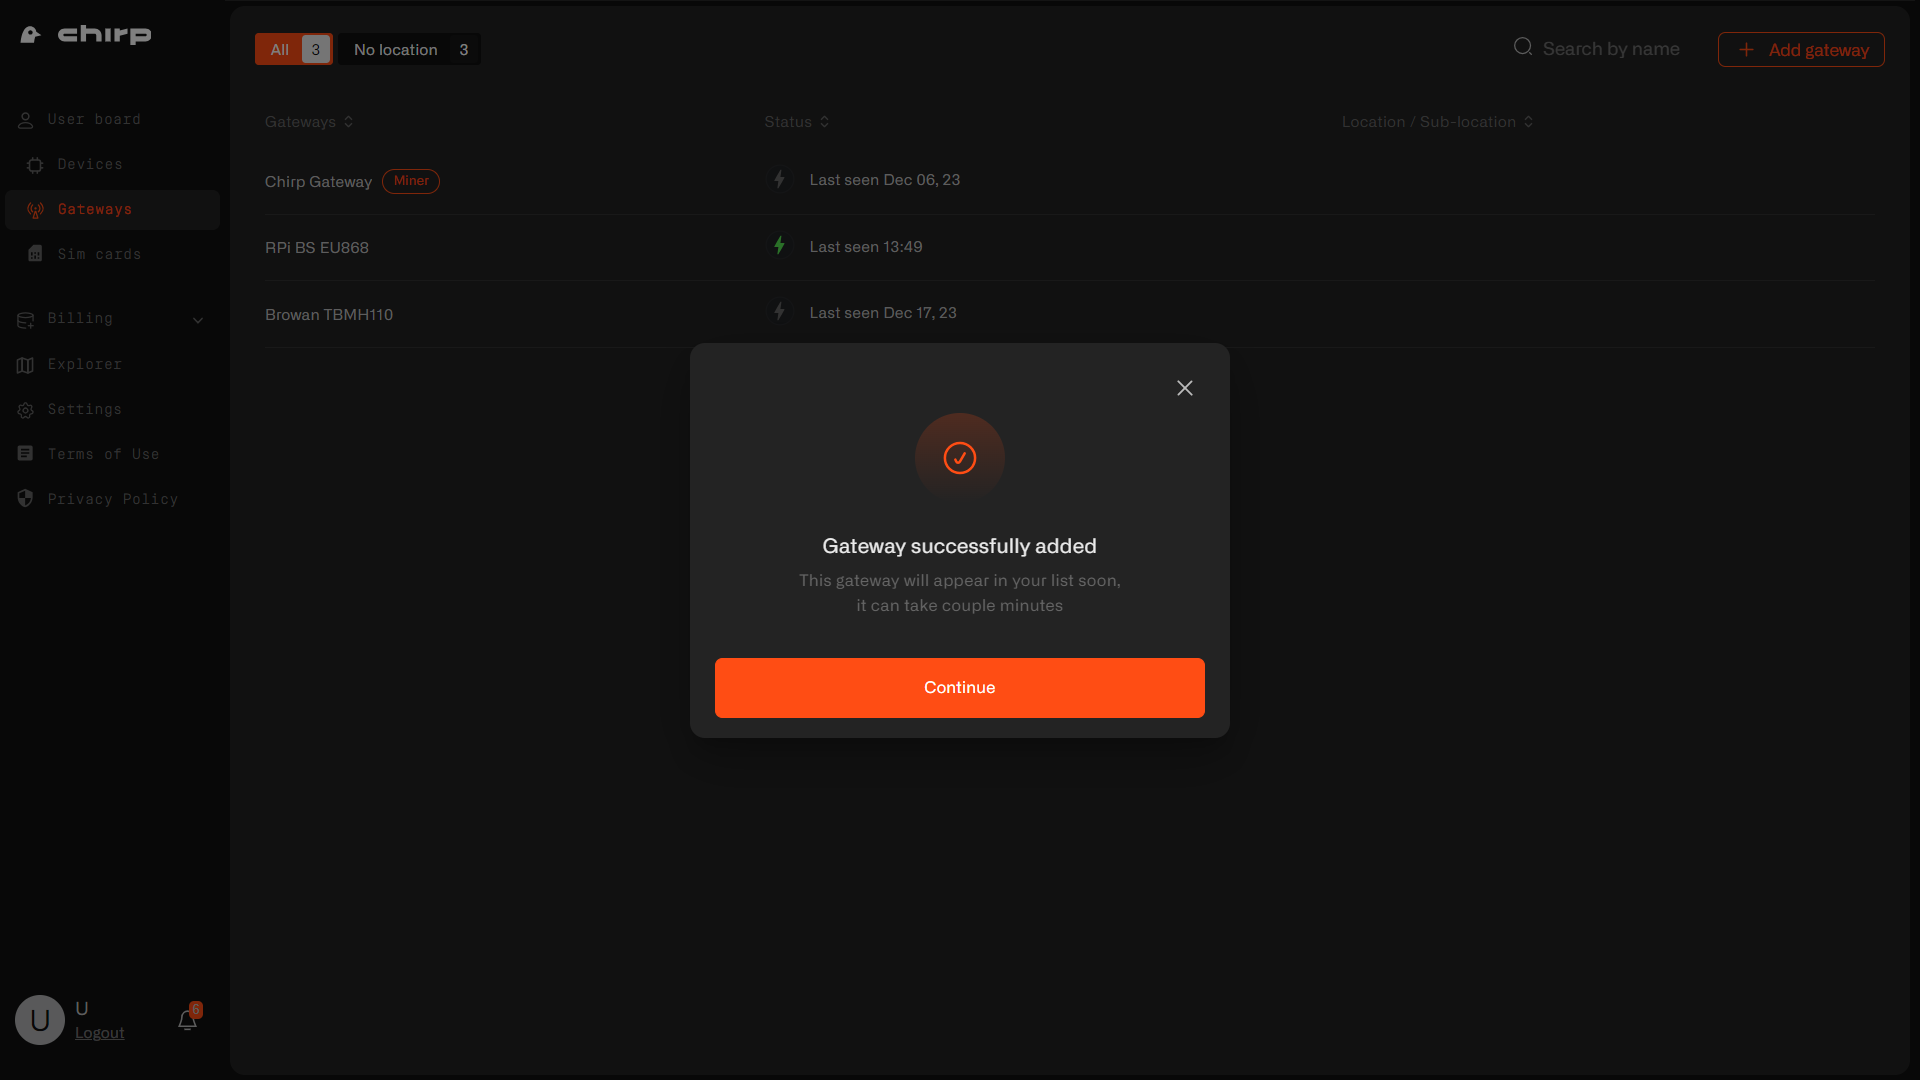 chirp
User board
Devices
Gateways
Sim cards
Billing
Explorer
Settings
Terms of Use
Privacy Policy
U
U
Logout
6
All 3
No location 3
Search by name
Add gateway
Gateways
Status
Location / Sub-location
Chirp Gateway Miner
Last seen Dec 06, 23
RPi BS EU868
Last seen 13:49
Browan TBMH110
Last seen Dec 17, 23
Gateway successfully added
This gateway will appear in your list soon,
it can take couple minutes
Continue